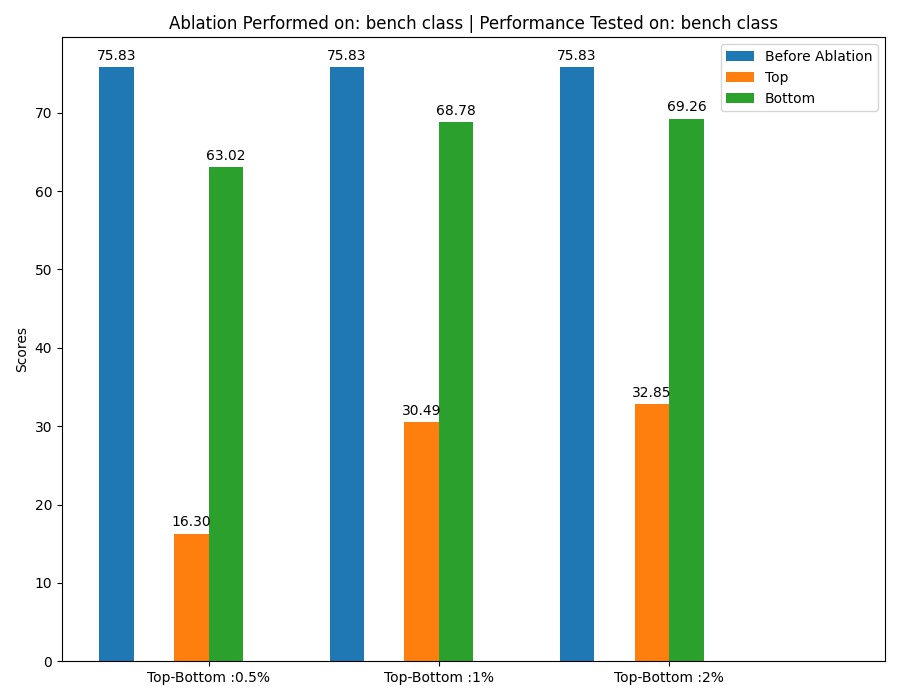 Ablation Performed on: bench class | Performance Tested on: bench class
Before Ablation
Top
Bottom
75.83
75.83
75.83
63.02
68.78
69.26
16.30
30.49
32.85
Scores
70
60
50
40
30
20
10
0
Top-Bottom :0.5%
Top-Bottom :1%
Top-Bottom :2%